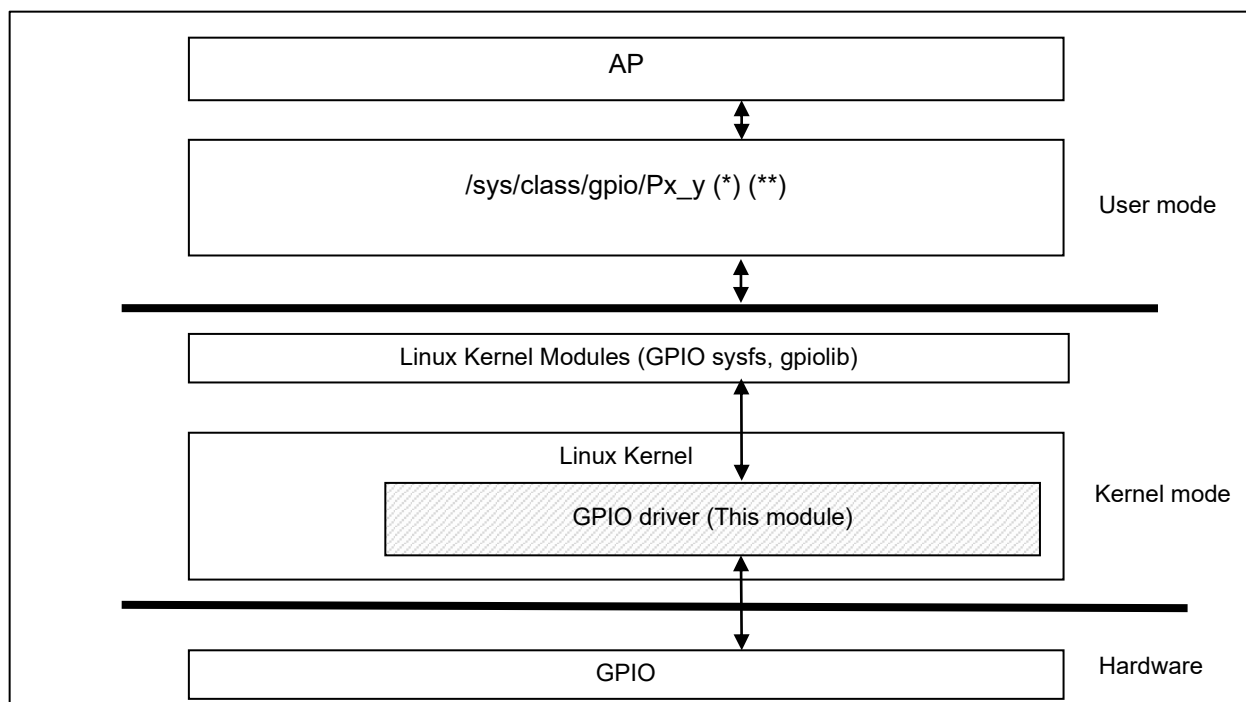 AP
/sys/class/gpio/Px_y (*) (**)
User mode
Linux Kernel Modules (GPIO sysfs, gpiolib)
Linux Kernel
Kernel mode
GPIO driver (This module)
Hardware
GPIO